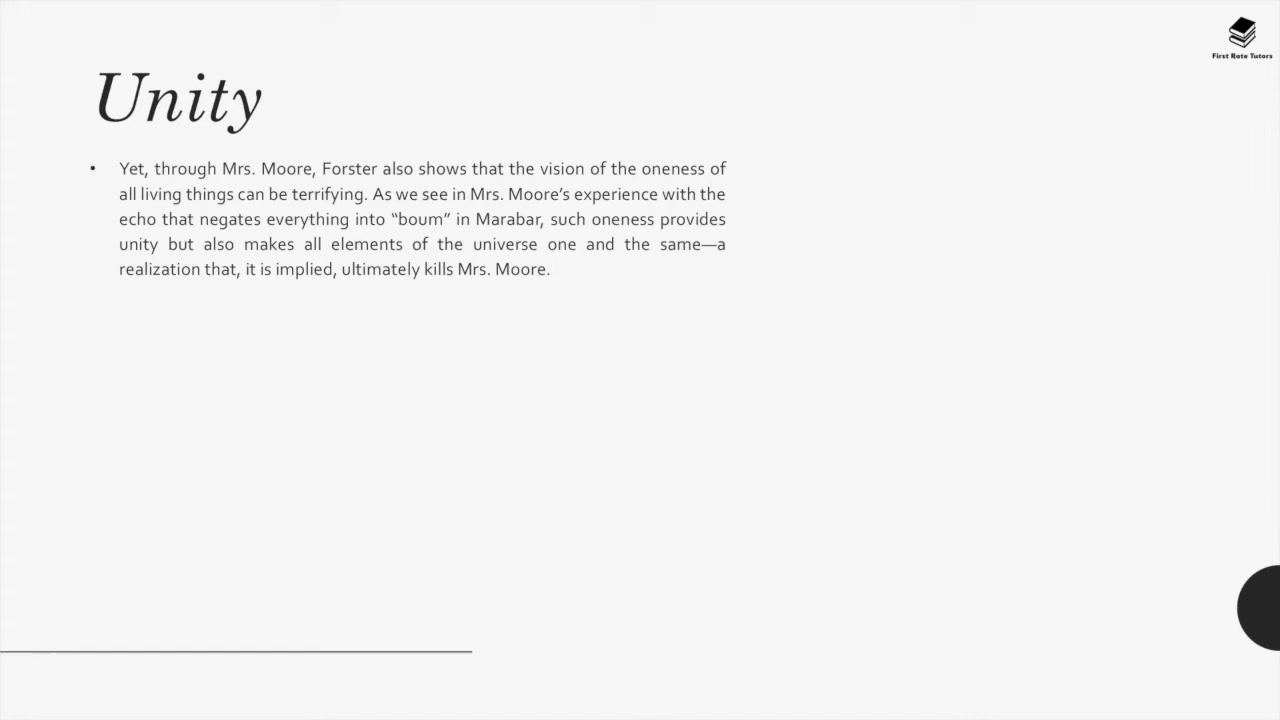 First Rate Tutors
Unity
• Yet, through Mrs. Moore, Forster also shows that the vision of the oneness of
all living things can be terrifying. As we see in Mrs. Moore’s experience with the
echo that negates everything into “boum” in Marabar, such oneness provides
unity but also makes all elements of the universe one and the same—a
realization that, it is implied, ultimately kills Mrs. Moore.